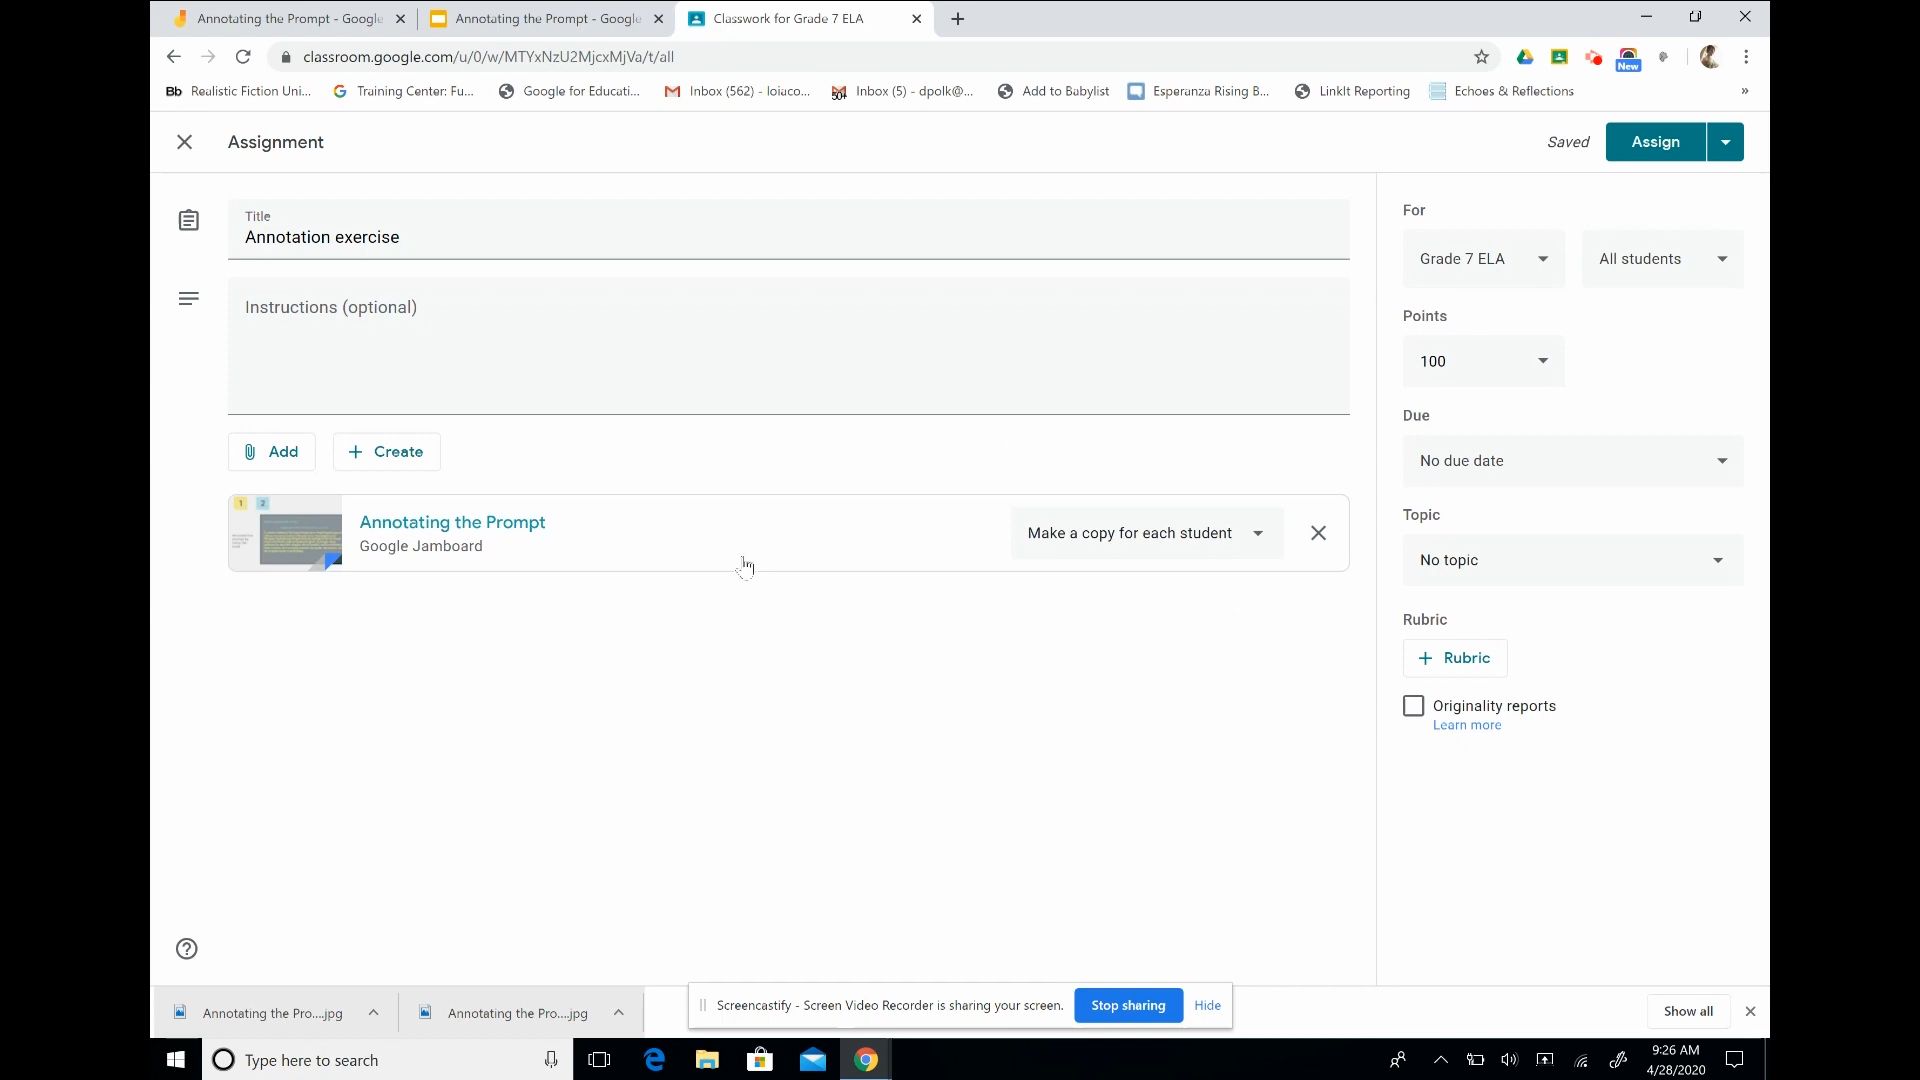 Annotating the Prompt - Google
Annotating the Prompt - Google
Classwork for Grade 7 ELA
classroom.google.com/u/0/w/MTYxNzU2MjcxMjVa/t/all
New
Bb Realistic Fiction Uni...
Training Center: Fu...
Google for Educati...
Inbox (562) - loiaco...
Inbox (5) - dpolk@...
Add to Babylist
Esperanza Rising B...
LinkIt Reporting
Echoes & Reflections
»
Assignment
Saved
Assign
Title
Annotation exercise
Instructions (optional)
Add
Create
1 2
Annotating the Prompt
Google Jamboard
Make a copy for each student
For
Grade 7 ELA
All students
Points
100
Due
No due date
Topic
No topic
Rubric
+ Rubric
Originality reports
Learn more
Annotating the Pro....jpg
Annotating the Pro....jpg
Screencastify - Screen Video Recorder is sharing your screen.
Stop sharing
Hide
Show all
Type here to search
9:26 AM
4/28/2020